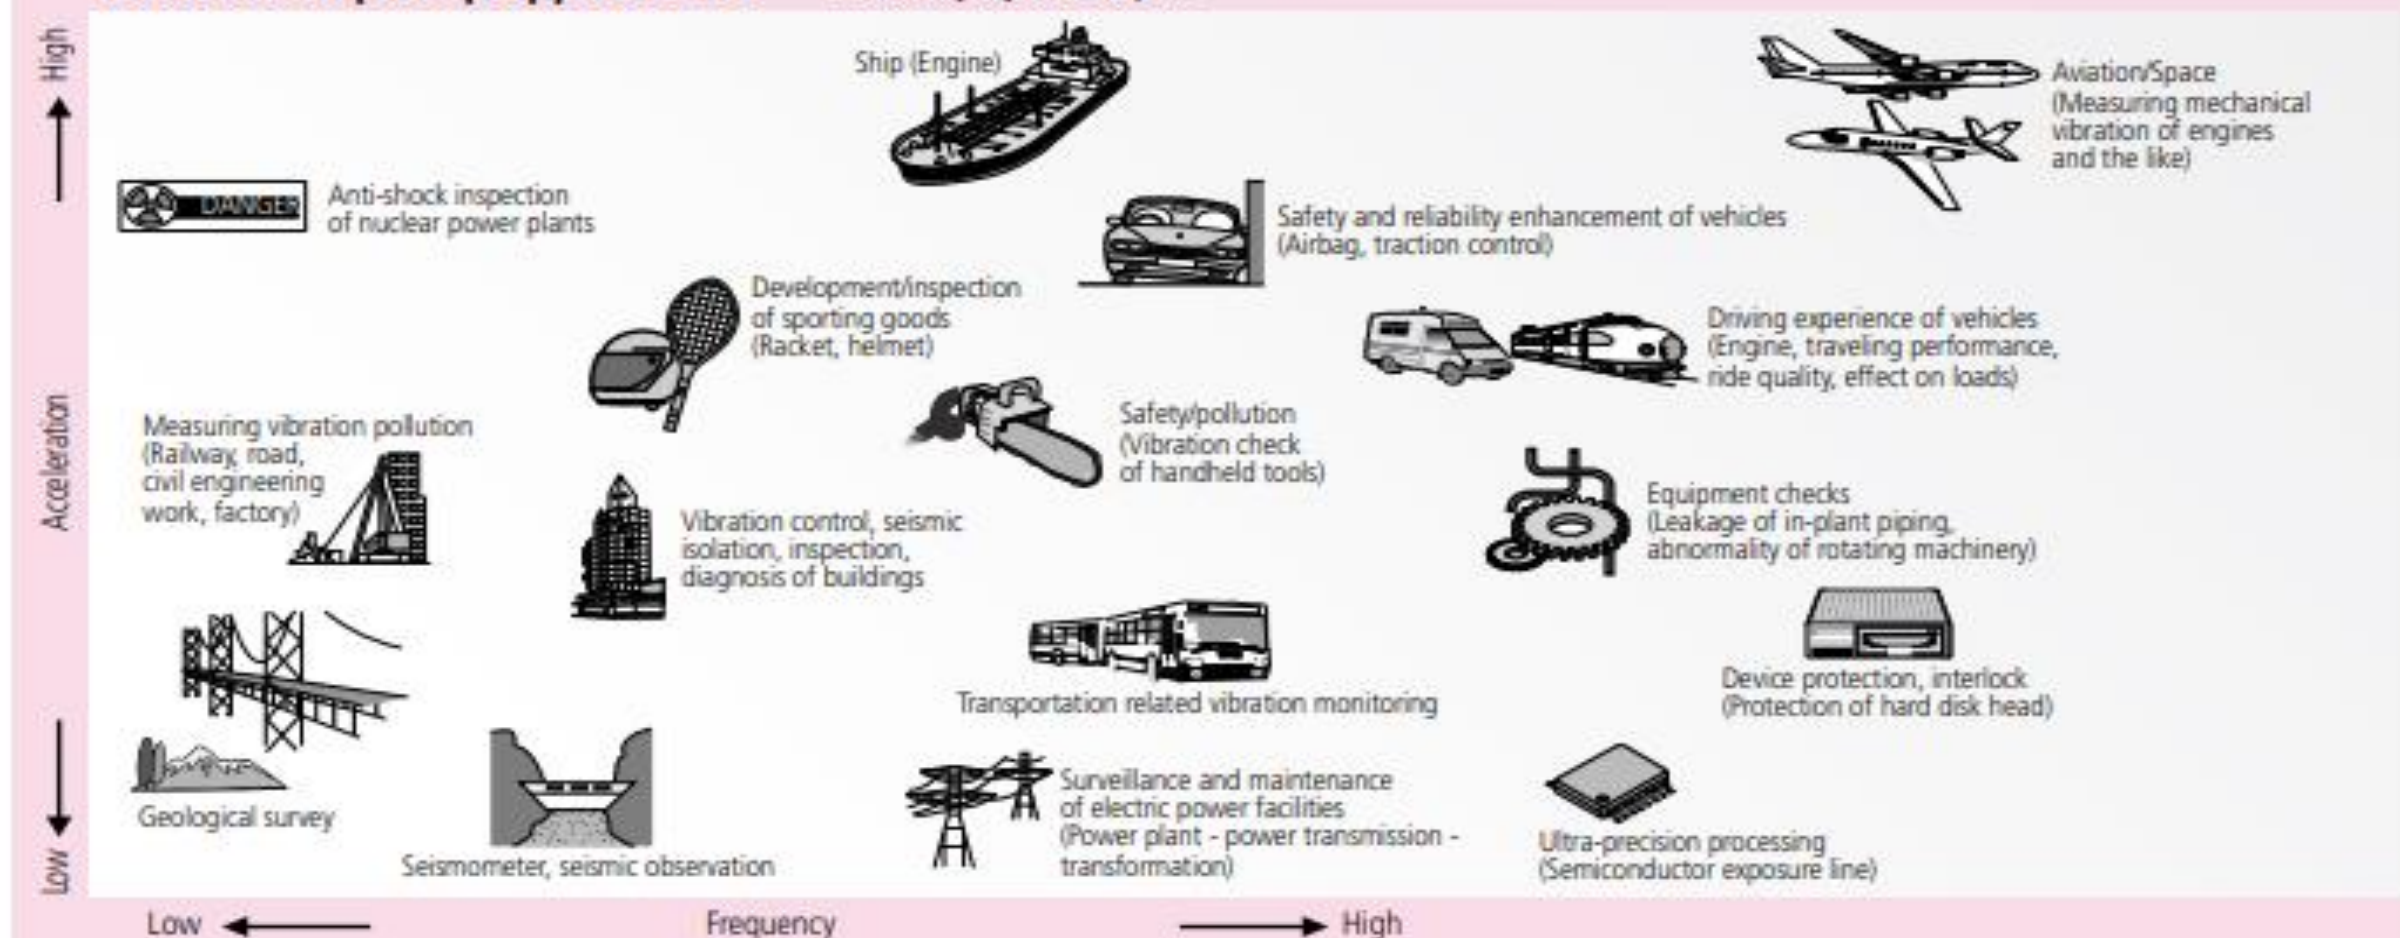 High
Ship (Engine)
Aviation/Space
(Measuring mechanical
vibration of engines
and the like)
DANGER
Anti-shock inspection
of nuclear power plants
Safety and reliability enhancement of vehicles
(Airbag, traction control)
Development/inspection
of sporting goods
(Racket, helmet)
Driving experience of vehicles
(Engine, traveling performance,
ride quality, effect on loads)
Acceleration
Measuring vibration pollution
(Railway, road,
civil engineering
work, factory)
Safety/pollution
(Vibration check
of handheld tools)
Vibration control, seismic
isolation, inspection,
diagnosis of buildings
Equipment checks
(Leakage of in-plant piping,
abnormality of rotating machinery)
Transportation related vibration monitoring
Device protection, interlock
(Protection of hard disk head)
Geological survey
Seismometer, seismic observation
Surveillance and maintenance
of electric power facilities
(Power plant - power transmission -
transformation)
Ultra-precision processing
(Semiconductor exposure line)
Low
Low
Frequency
High